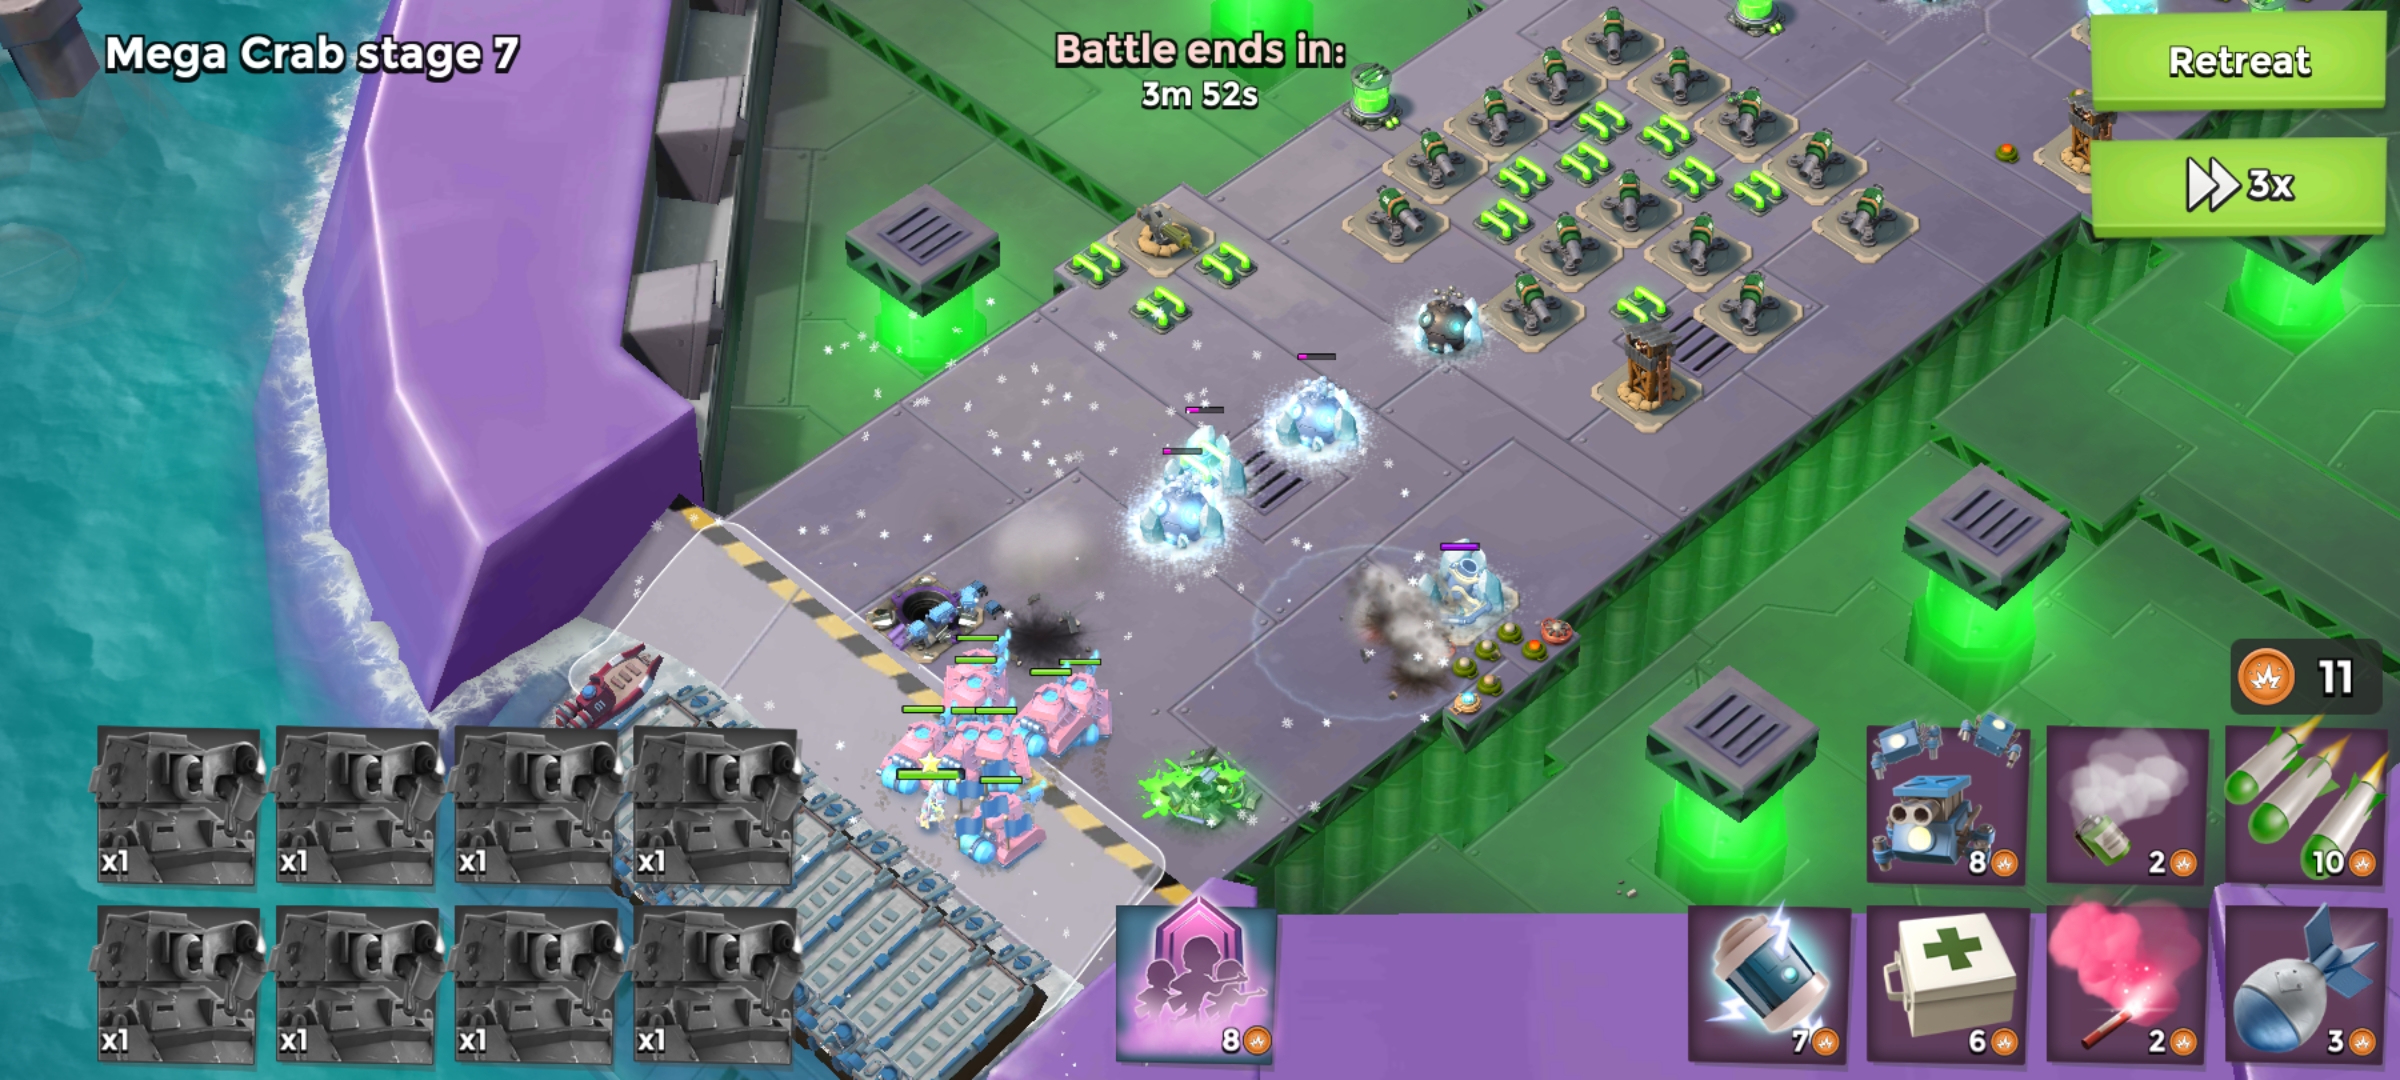 Mega Crab stage 7
Battle ends in:
3m 52s
Retreat
3x
11
8
2
10
x1
x1
x1
x1
x1
x1
x1
x1
8
7
6
2
3